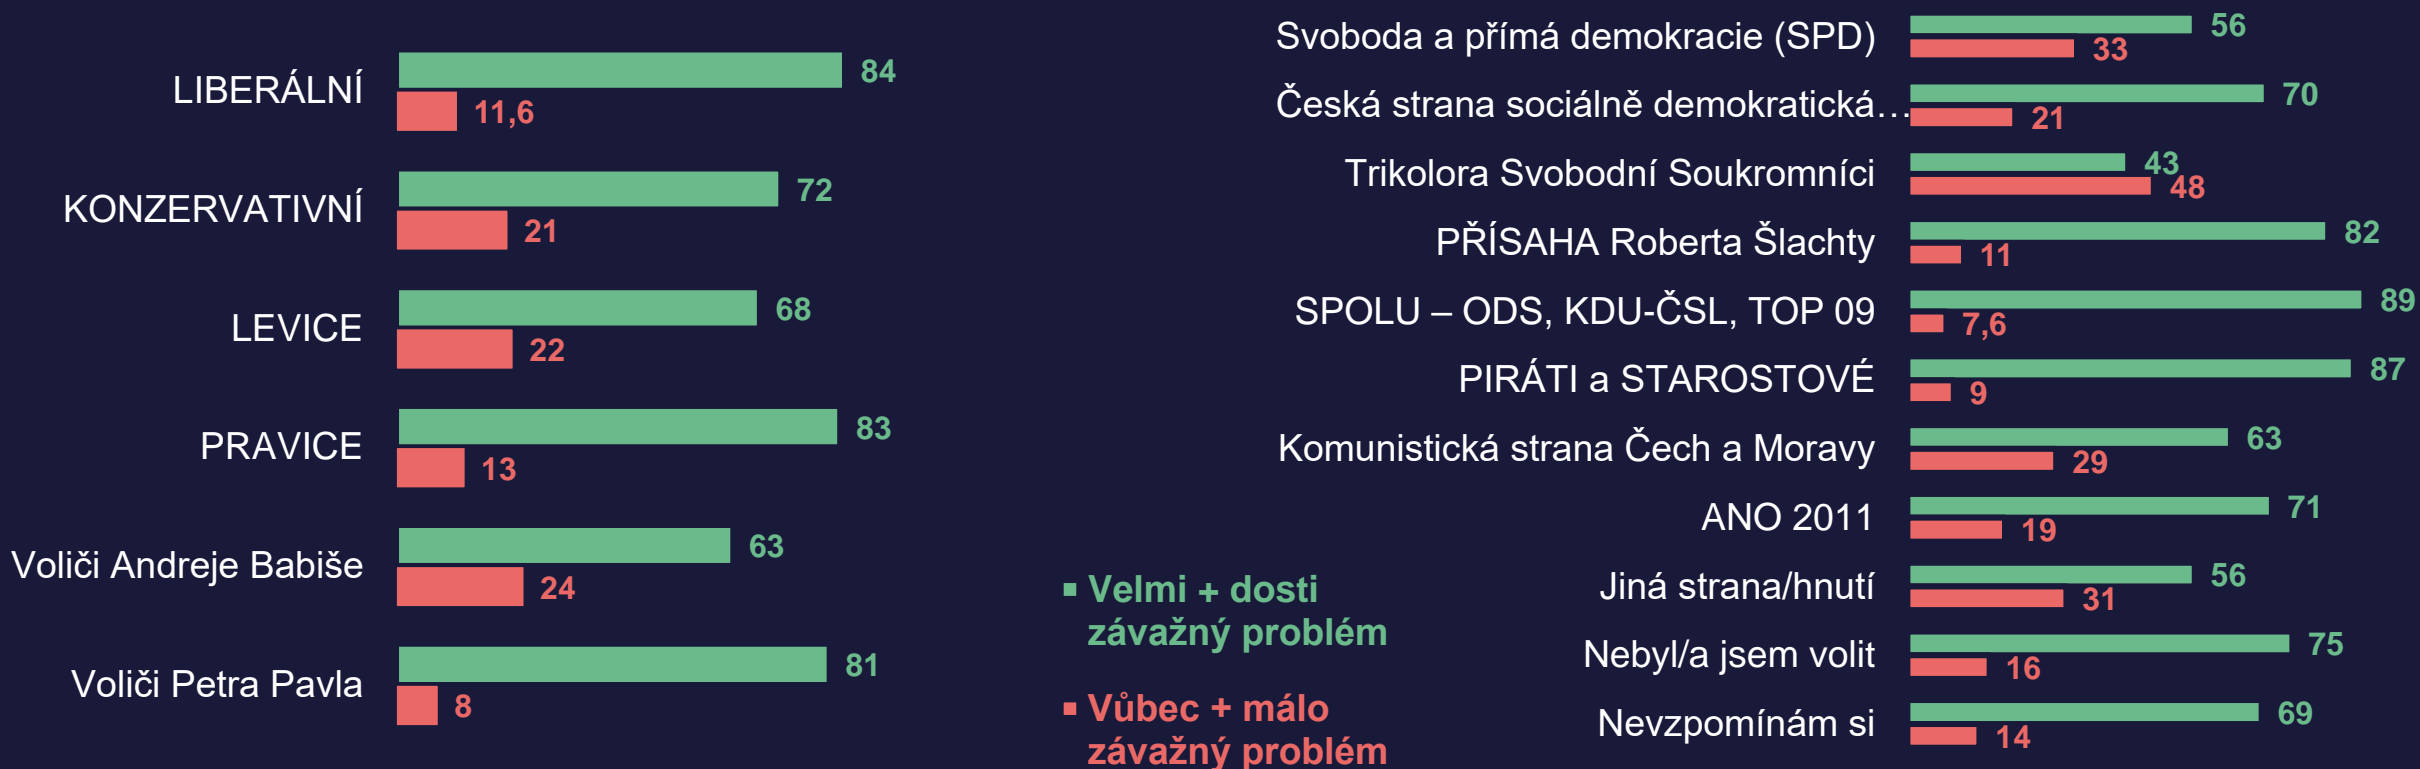 LIBERÁLNÍ
84
11,6
KONZERVATIVNÍ
72
21
LEVICE
68
22
PRAVICE
83
13
Voliči Andreje Babiše
63
24
Voliči Petra Pavla
81
8
Velmi + dosti
závažný problém
Vůbec + málo
závažný problém
Svoboda a přímá demokracie (SPD)
56
33
Česká strana sociálně demokratická…
70
21
Trikolora Svobodní Soukromníci
43
48
PŘÍSAHA Roberta Šlachty
82
11
SPOLU – ODS, KDU-ČSL, TOP 09
89
7,6
PIRÁTI a STAROSTOVÉ
87
9
Komunistická strana Čech a Moravy
63
29
ANO 2011
71
19
Jiná strana/hnutí
56
31
Nebyl/a jsem volit
75
16
Nevzpomínám si
69
14